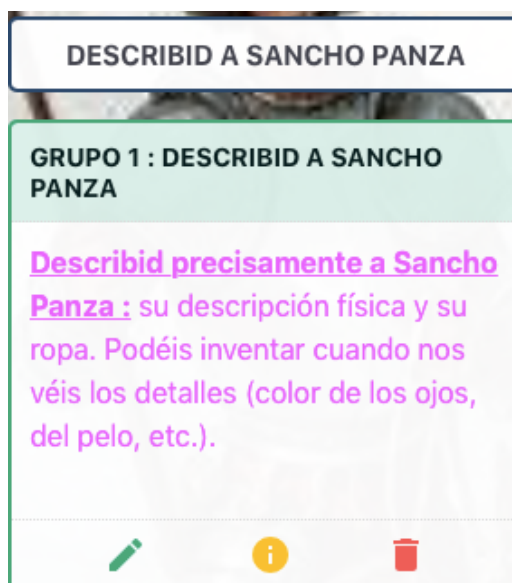 DESCRIBID A SANCHO PANZA
GRUPO 1 : DESCRIBID A SANCHO
PANZA
Describid precisamente a Sancho
Panza : su descripción física y su
ropa. Podéis inventar cuando nos
véis los detalles (color de los ojos,
del pelo, etc.).